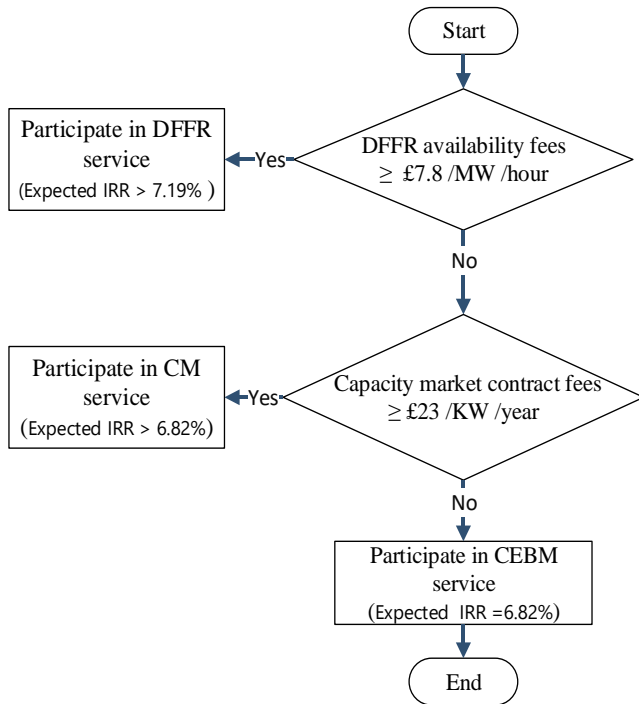 Start
DFFR availability fees
≥ £7.8 /MW /hour
Yes
Participate in DFFR
service
(Expected IRR > 7.19% )
No
Capacity market contract fees
≥ £23 /KW /year
Yes
Participate in CM
service
(Expected IRR > 6.82%)
No
Participate in CEBM
service
(Expected IRR =6.82%)
End